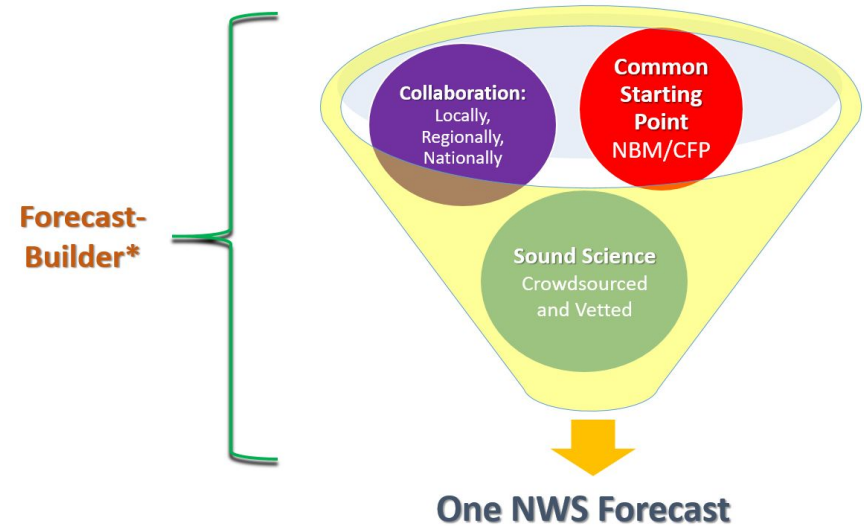 Forecast-
Builder*
Collaboration:
Locally,
Regionally,
Nationally
Common
Starting
Point
NBM/CFP
Sound Science
Crowdsourced
and Vetted
One NWS Forecast